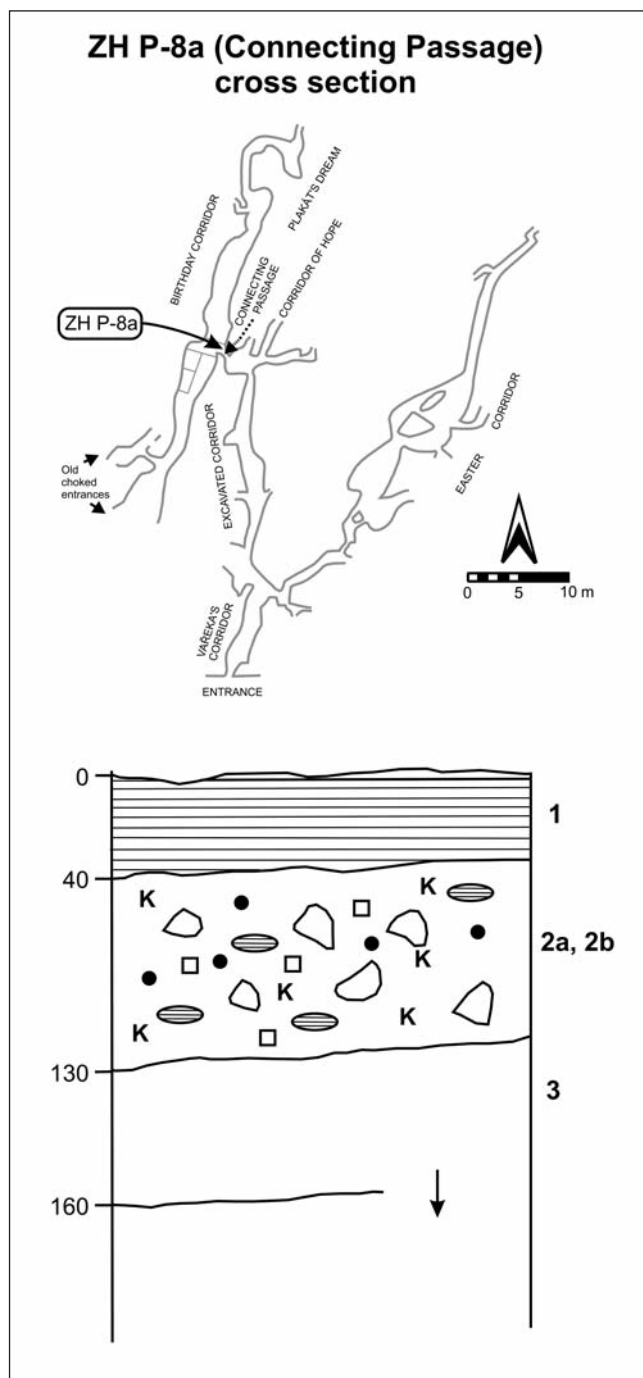 ZH P-8a (Connecting Passage)
cross section
PLAKÁT'S DREAM
BIRTHDAY CORRIDOR
CORRIDOR OF HOPE
CONNECTING
PASSAGE
ZH P-8a
CORRIDOR
EASTER
Old
choked
entrances
EXCAVATED CORRIDOR
0 5 10 m
VAŘEKA'S
CORRIDOR
ENTRANCE
0
1
40
K K
2a, 2b
K
K
K K
130
3
160